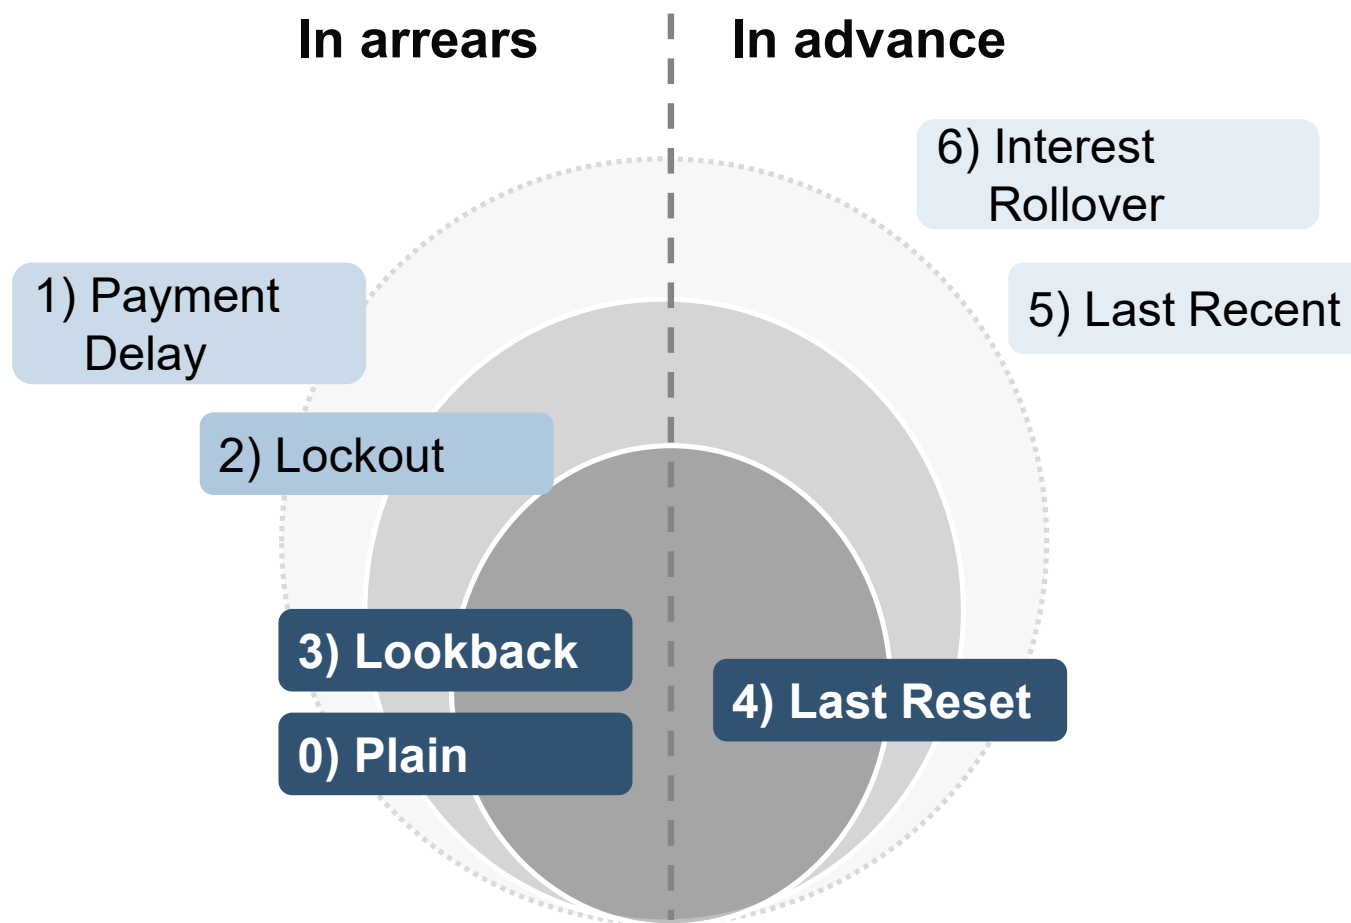 In arrears
In advance
6) Interest
Rollover
1) Payment
Delay
5) Last Recent
2) Lockout
3) Lookback
4) Last Reset
0) Plain